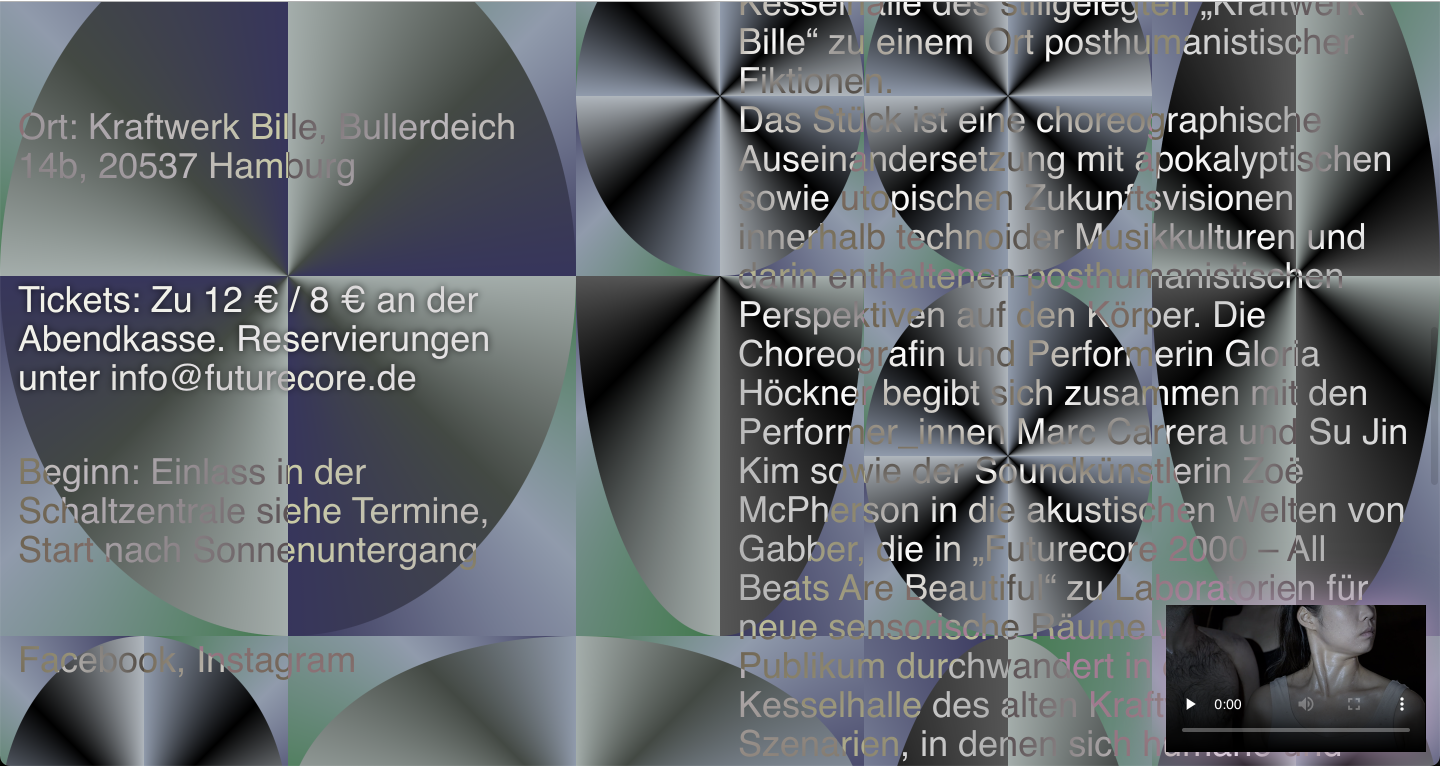 Ort: Kraftwerk Bille, Bullerdeich
14b, 20537 Hamburg
Tickets: Zu 12 € / 8 € an der
Abendkasse. Reservierungen
unter info@futurecore.de
Beginn: Einlass in der
Schaltzentrale siehe Termine,
Start nach Sonnenuntergang
Facebook, Instagram
Kesselhalle des stillgelegten „Kraftwerk
Bille“ zu einem Ort posthumanistischer
Fiktionen.
Das Stück ist eine choreographische
Auseinandersetzung mit apokalyptischen
sowie utopischen Zukunftsvisionen
innerhalb technoider Musikkulturen und
darin enthaltenen posthumanistischen
Perspektiven auf den Körper. Die
Choreografin und Performerin Gloria
Höckner begibt sich zusammen mit den
Performer_innen Marc Carrera und Su Jin
Kim sowie der Soundkünstlerin Zoë
McPherson in die akustischen Welten von
Gabber, die in „Futurecore 2000 – All
Beats Are Beautiful“ zu Laboratorien für
neue sensorische Räume
Publikum durchwandert in
Kesselhalle des alten Kraft
Szenarien, in denen sich humane und
0:00